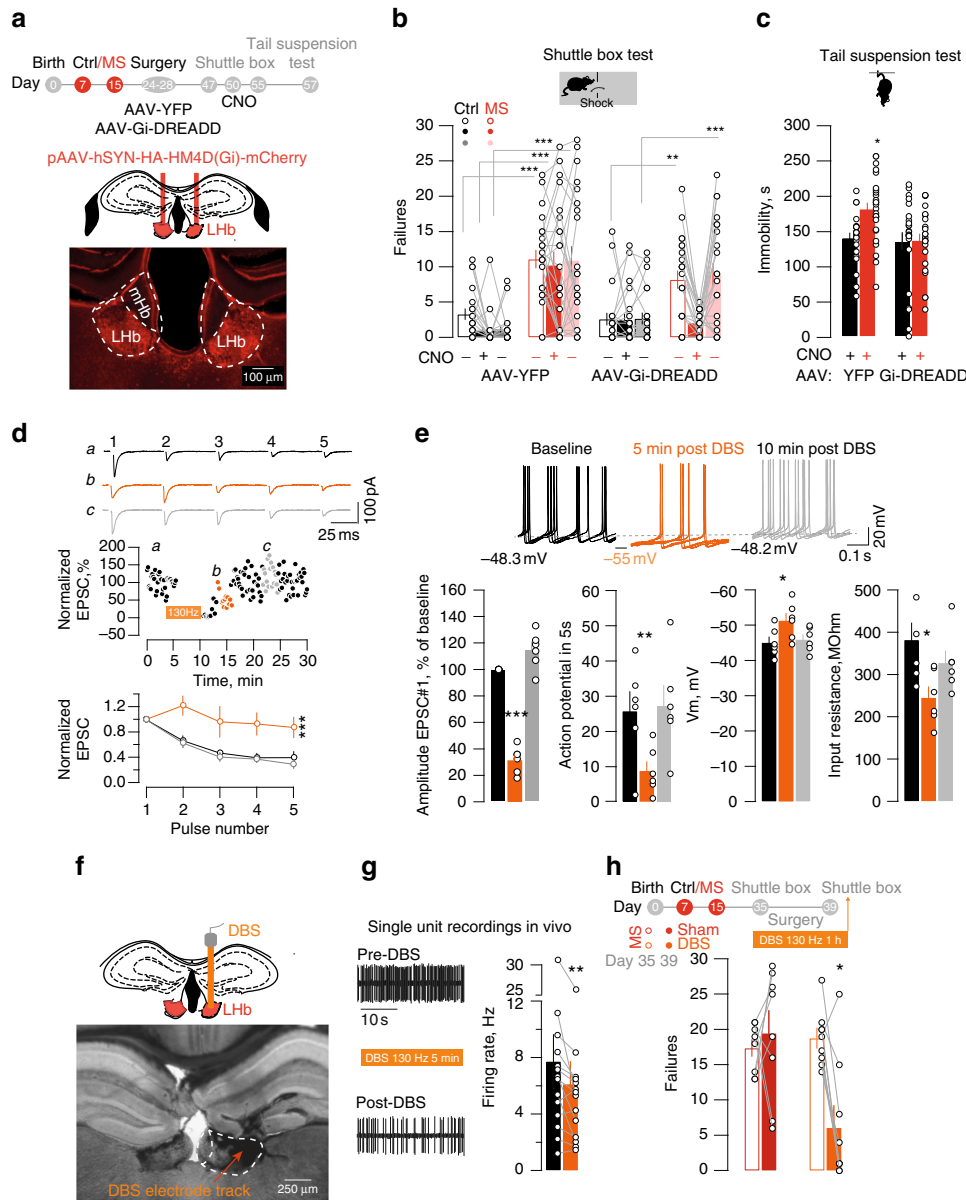 a
Tail suspension
Birth Ctrl/MS Surgery Shuttle box test
Day 0 7 15 24-28 47 50 55 57
CNO
AAV-YFP
AAV-Gi-DREADD
pAAV-hSYN-HA-HM4D(Gi)-mCherry
LHb
mHb
LHb
LHb
100 μm
b
Shuttle box test
Shock
Ctrl MS
***
***
***
**
***
Failures
30
25
20
15
10
5
0
CNO – + – – + – – + – – + –
AAV-YFP AAV-Gi-DREADD
c
Tail suspension test
*
Immobility, s
300
250
200
150
100
50
0
CNO + + + +
AAV: YFP Gi-DREADD
d
1 2 3 4 5
a
b
c
100 pA
25 ms
Normalized EPSC,%
200
150
100
50
0
–50
a b c
130Hz
0 5 10 15 20 25 30
Time, min
Normalized EPSC
1.2
0.8
0.4
0
***
1 2 3 4 5
Pulse number
e
Baseline 5 min post DBS 10 min post DBS
–48.3 mV –55 mV –48.2 mV
20 mV
0.1 s
Amplitude EPSC#1, % of baseline
160
140
120
100
80
60
40
20
0
***
Action potential in 5s
60
50
40
30
20
10
0
**
Vm, mV
–60
–50
–40
–30
–20
–10
0
*
Input resistance,MOhm
600
500
400
300
200
100
0
*
f
DBS
LHb
DBS electrode track
250 μm
g
Single unit recordings in vivo
Pre-DBS
10 s
DBS 130 Hz 5 min
Post-DBS
Firing rate, Hz
30
12
8
4
0
**
h
Birth Ctrl/MS Shuttle box Shuttle box
Day 0 7 15 35 39
Surgery
MS
Sham
DBS
DBS 130 Hz 1 h
Day 35 39
Failures
30
25
20
15
10
5
0
*